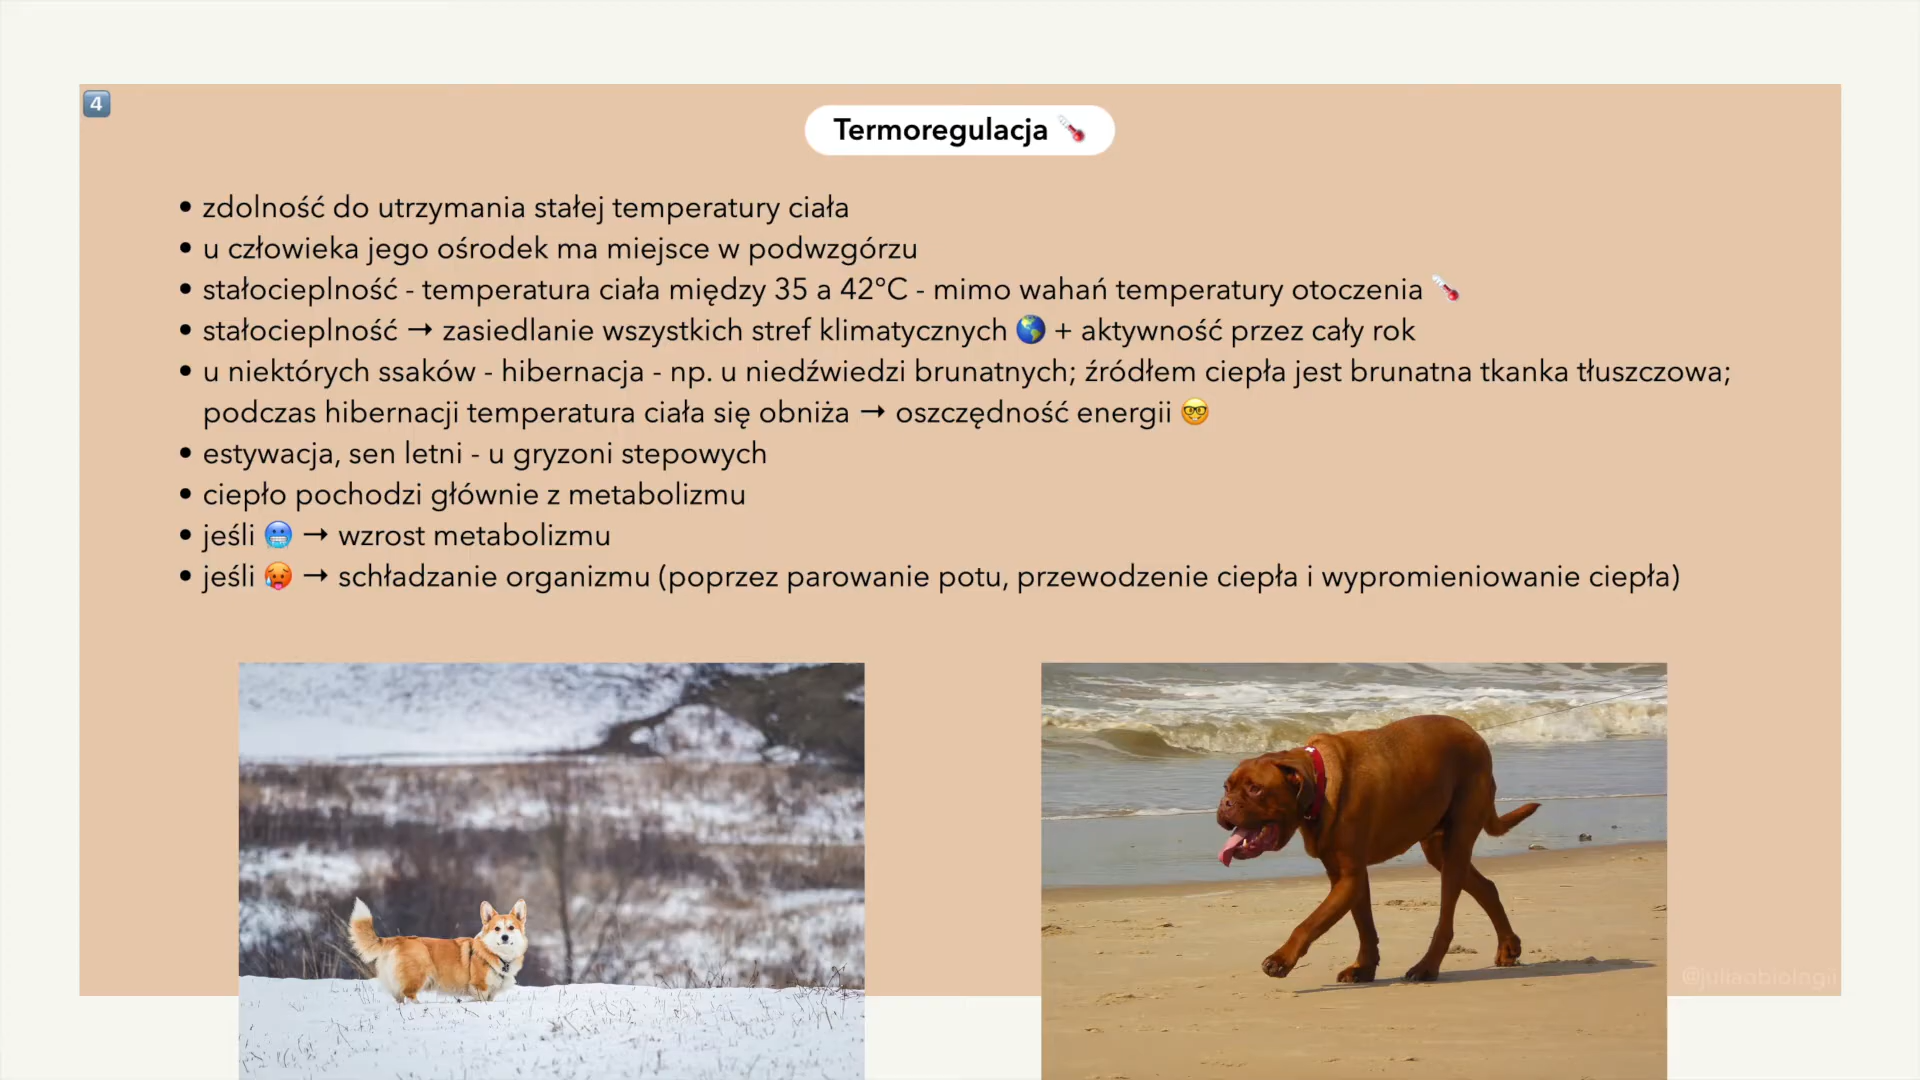 4
Termoregulacja 🌡️
• zdolność do utrzymania stałej temperatury ciała
• u człowieka jego ośrodek ma miejsce w podwzgórzu
• stałocieplność - temperatura ciała między 35 a 42°C - mimo wahań temperatury otoczenia 🌡️
• stałocieplność → zasiedlanie wszystkich stref klimatycznych 🌎 + aktywność przez cały rok
• u niektórych ssaków - hibernacja - np. u niedźwiedzi brunatnych; źródłem ciepła jest brunatna tkanka tłuszczowa;
podczas hibernacji temperatura ciała się obniża → oszczędność energii 🤓
• estywacja, sen letni - u gryzoni stepowych
• ciepło pochodzi głównie z metabolizmu
• jeśli 🥶 → wzrost metabolizmu
• jeśli 🥵 → schładzanie organizmu (poprzez parowanie potu, przewodzenie ciepła i wypromieniowanie ciepła)